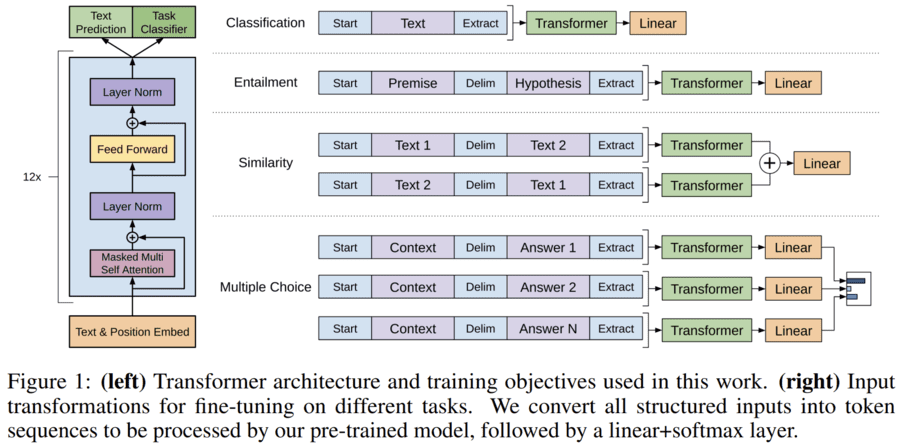 Text Prediction
Task Classifier
Layer Norm
+
Feed Forward
12x
Layer Norm
+
Masked Multi Self Attention
Text & Position Embed
Classification
Start Text Extract Transformer Linear
Entailment
Start Premise Delim Hypothesis Extract Transformer Linear
Similarity
Start Text 1 Delim Text 2 Extract Transformer
+ Linear
Start Text 2 Delim Text 1 Extract Transformer
Multiple Choice
Start Context Delim Answer 1 Extract Transformer Linear
Start Context Delim Answer 2 Extract Transformer Linear
Start Context Delim Answer N Extract Transformer Linear
Figure 1: (left) Transformer architecture and training objectives used in this work. (right) Input
transformations for fine-tuning on different tasks. We convert all structured inputs into token
sequences to be processed by our pre-trained model, followed by a linear+softmax layer.